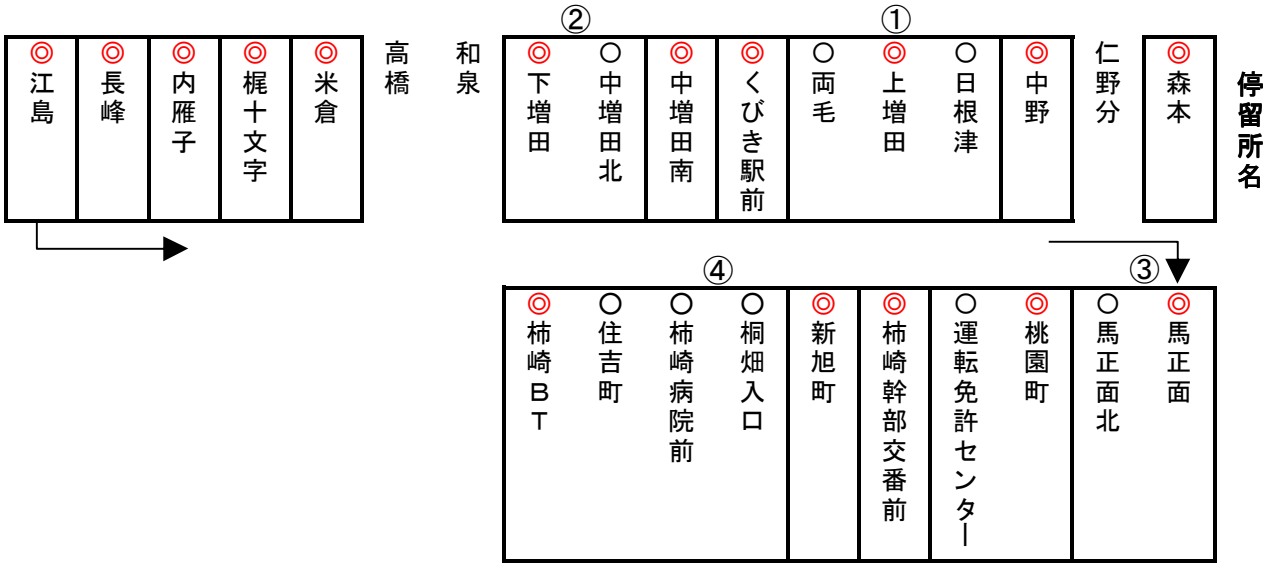 停留所名
◎森本
仁野分
◎中野
①
○日根津
◎上増田
○両毛
◎くびき駅前
◎中増田南
②
○中増田北
◎下増田
和泉
高橋
◎米倉
◎梶十文字
◎内雁子
◎長峰
◎江島
③
◎馬正面
○馬正面北
◎桃園町
○運転免許センター
◎柿崎幹部交番前
◎新旭町
④
○桐畑入口
○柿崎病院前
○住吉町
◎柿崎BT